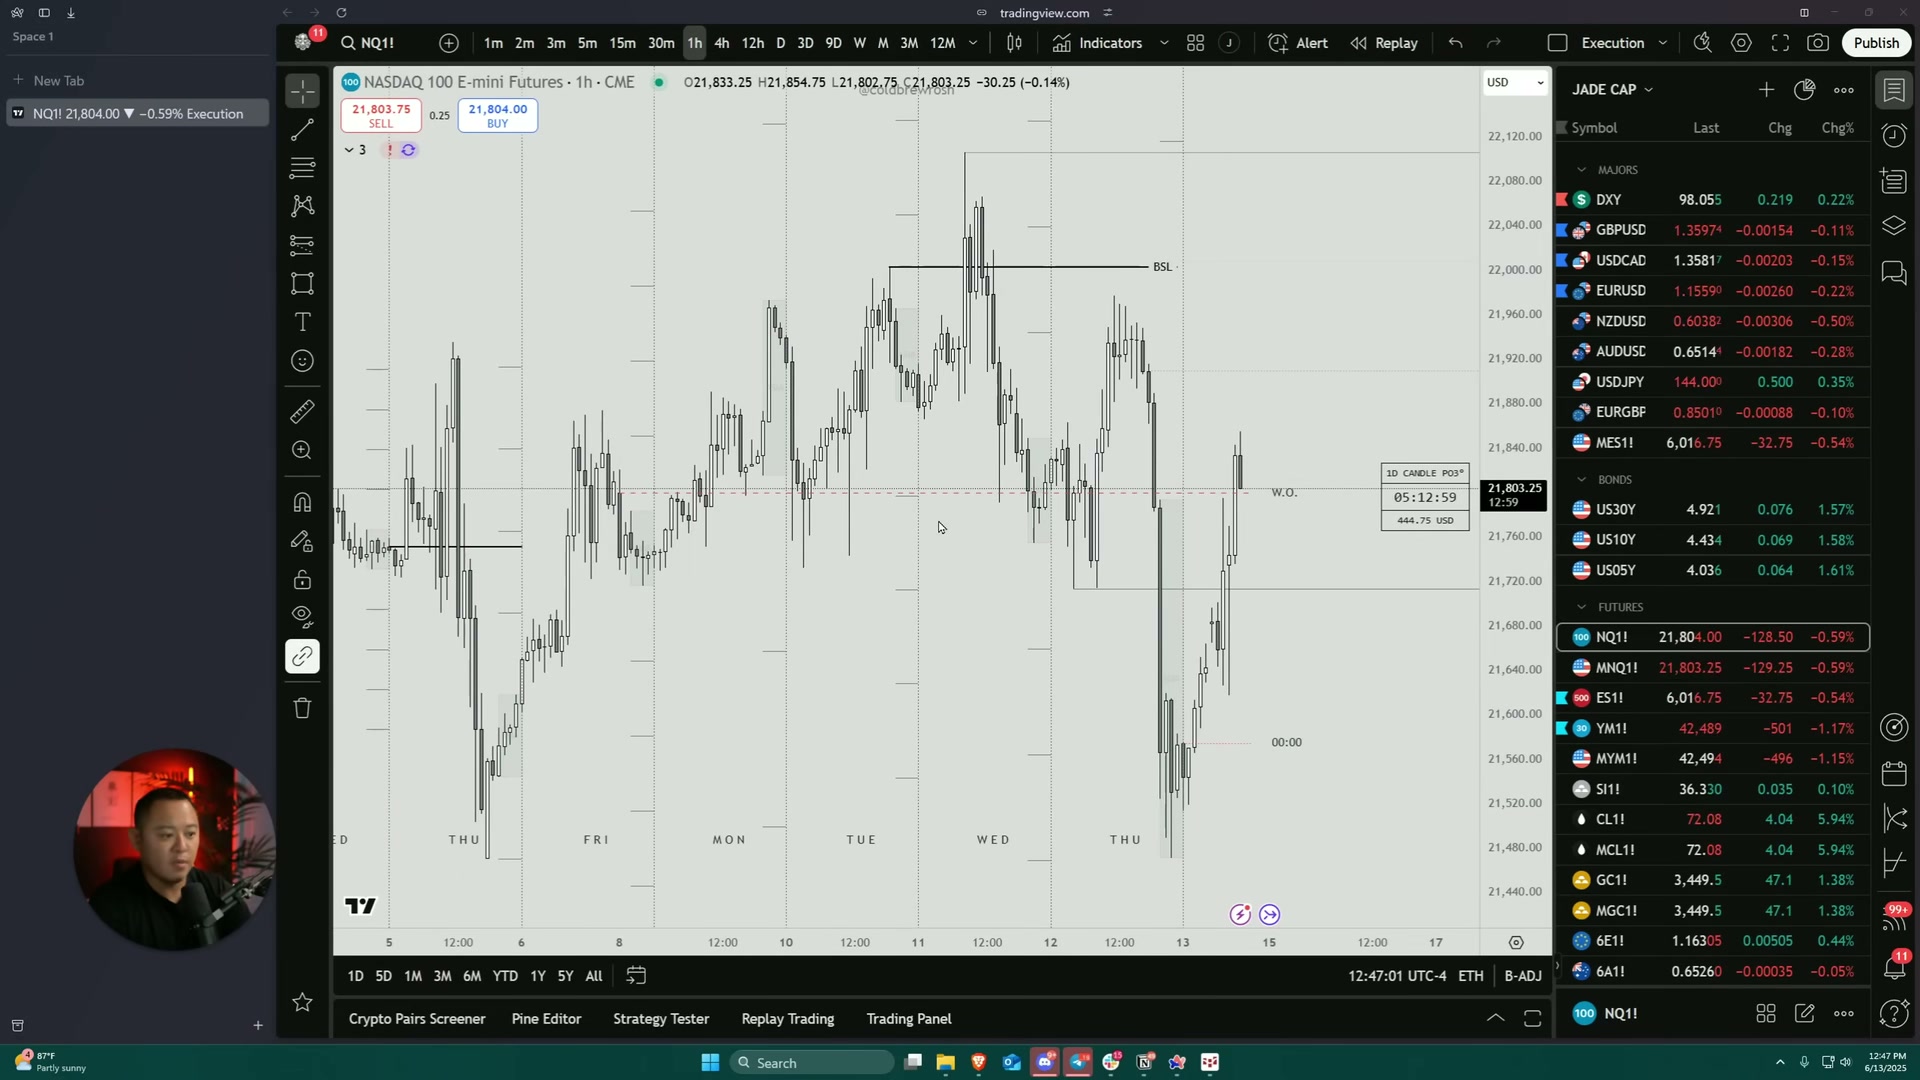 tradingview.com
Space 1
New Tab
NQ1! 21,804.00 ▼ −0.59% Execution
11
NQ1!
1m 2m 3m 5m 15m 30m 1h 4h 12h D 3D 9D W M 3M 12M
Indicators
J
Alert
Replay
Execution
Publish
100 NASDAQ 100 E-mini Futures · 1h · CME
O21,833.25 H21,854.75 L21,802.75 C21,803.25 −30.25 (−0.14%)
@coldbrewrosh
21,803.75
SELL
0.25
21,804.00
BUY
3
USD
BSL
W.O.
00:00
1D CANDLE PO3°
05:12:59
444.75 USD
22,120.00
22,080.00
22,040.00
22,000.00
21,960.00
21,920.00
21,880.00
21,840.00
21,803.25
12:59
21,760.00
21,720.00
21,680.00
21,640.00
21,600.00
21,560.00
21,520.00
21,480.00
21,440.00
ED THU FRI MON TUE WED THU
5 12:00 6 8 12:00 10 12:00 11 12:00 12 12:00 13 15 12:00 17
1D 5D 1M 3M 6M YTD 1Y 5Y All
12:47:01 UTC-4 ETH B-ADJ
Crypto Pairs Screener Pine Editor Strategy Tester Replay Trading Trading Panel
JADE CAP
Symbol Last Chg Chg%
MAJORS
DXY 98.055 0.219 0.22%
GBPUSD 1.35974 −0.00154 −0.11%
USDCAD 1.35817 −0.00203 −0.15%
EURUSD 1.15590 −0.00260 −0.22%
NZDUSD 0.60382 −0.00306 −0.50%
AUDUSD 0.65144 −0.00182 −0.28%
USDJPY 144.000 0.500 0.35%
EURGBP 0.85010 −0.00088 −0.10%
MES1! 6,016.75 −32.75 −0.54%
BONDS
US30Y 4.921 0.076 1.57%
US10Y 4.434 0.069 1.58%
US05Y 4.036 0.064 1.61%
FUTURES
100 NQ1! 21,804.00 −128.50 −0.59%
MNQ1! 21,803.25 −129.25 −0.59%
500 ES1! 6,016.75 −32.75 −0.54%
30 YM1! 42,489 −501 −1.17%
MYM1! 42,494 −496 −1.15%
SI1! 36.330 0.035 0.10%
CL1! 72.08 4.04 5.94%
MCL1! 72.08 4.04 5.94%
GC1! 3,449.5 47.1 1.38%
MGC1! 3,449.5 47.1 1.38%
6E1! 1.16305 0.00505 0.44%
6A1! 0.65260 −0.00035 −0.05%
100 NQ1!
99+
11
87°F
Partly sunny
Search
12:47 PM
6/13/2025